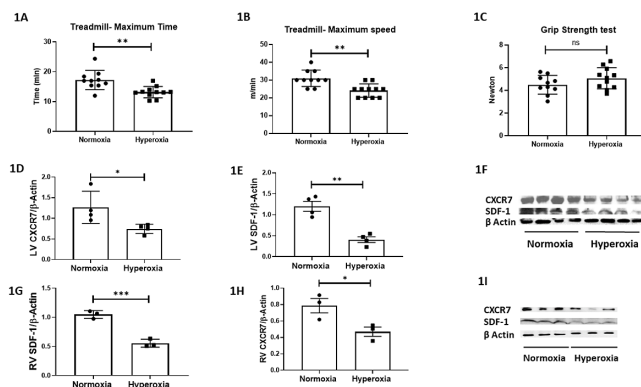 1A
Treadmill- Maximum Time
**
Time (min)
30
20
10
0
Normoxia Hyperoxia
1B
Treadmill- Maximum speed
**
m/min
50
40
30
20
10
0
Normoxia Hyperoxia
1C
Grip Strength test
ns
Newton
8
6
4
2
0
Normoxia Hyperoxia
1D
*
LV CXCR7/β-Actin
2.0
1.5
1.0
0.5
0.0
Normoxia Hyperoxia
1E
**
LV SDF-1/β-Actin
2.0
1.5
1.0
0.5
0.0
Normoxia Hyperoxia
1F
CXCR7
SDF-1
β Actin
Normoxia Hyperoxia
1G
***
RV SDF-1/β-Actin
1.5
1.0
0.5
0.0
Normoxia Hyperoxia
1H
*
RV CXCR7/β-Actin
1.0
0.8
0.6
0.4
0.2
0.0
Normoxia Hyperoxia
1I
CXCR7
SDF-1
β Actin
Normoxia Hyperoxia